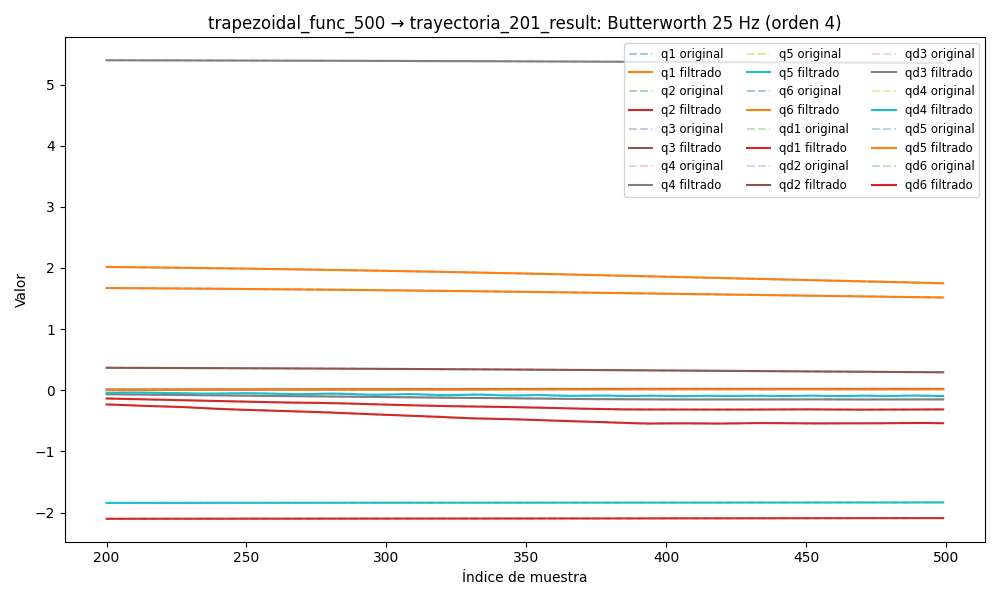 trapezoidal_func_500 → trayectoria_201_result: Butterworth 25 Hz (orden 4)
q1 original
q1 filtrado
q2 original
q2 filtrado
q3 original
q3 filtrado
q4 original
q4 filtrado
q5 original
q5 filtrado
q6 original
q6 filtrado
qd1 original
qd1 filtrado
qd2 original
qd2 filtrado
qd3 original
qd3 filtrado
qd4 original
qd4 filtrado
qd5 original
qd5 filtrado
qd6 original
qd6 filtrado
Valor
5
4
3
2
1
0
−1
−2
200
250
300
350
400
450
500
Índice de muestra